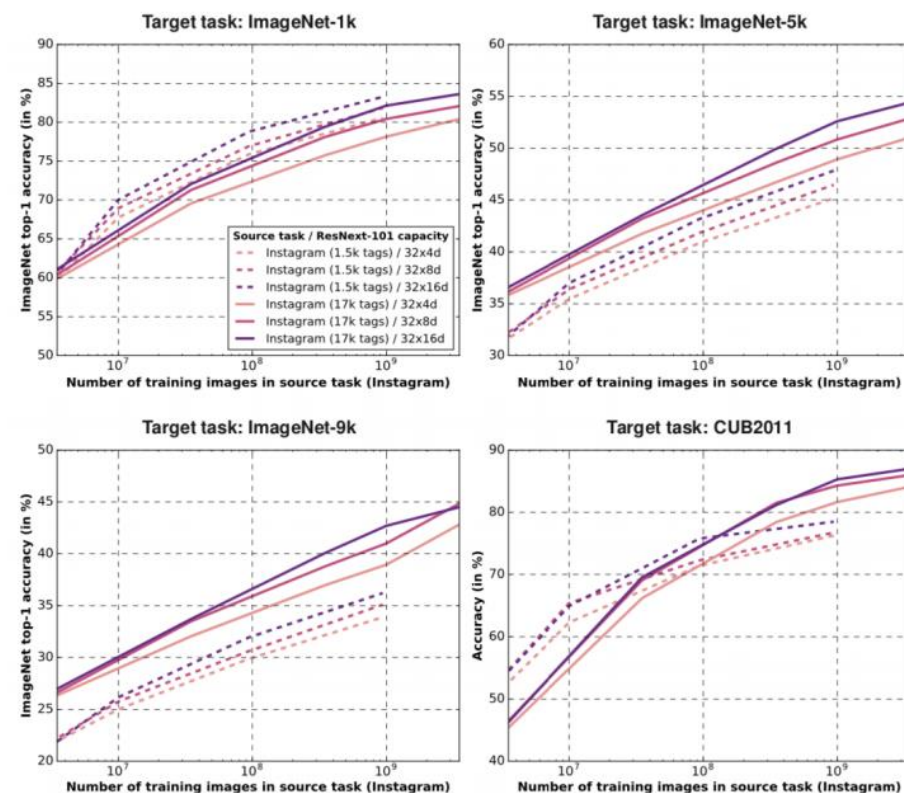 Target task: ImageNet-1k
90
85
80
75
70
65
60
55
50
ImageNet top-1 accuracy (in %)
Source task / ResNext-101 capacity
Instagram (1.5k tags) / 32x4d
Instagram (1.5k tags) / 32x8d
Instagram (1.5k tags) / 32x16d
Instagram (17k tags) / 32x4d
Instagram (17k tags) / 32x8d
Instagram (17k tags) / 32x16d
10⁷ 10⁸ 10⁹
Number of training images in source task (Instagram)
Target task: ImageNet-5k
60
55
50
45
40
35
30
ImageNet top-1 accuracy (in %)
10⁷ 10⁸ 10⁹
Number of training images in source task (Instagram)
Target task: ImageNet-9k
50
45
40
35
30
25
20
ImageNet top-1 accuracy (in %)
10⁷ 10⁸ 10⁹
Number of training images in source task (Instagram)
Target task: CUB2011
90
80
70
60
50
40
Accuracy (in %)
10⁷ 10⁸ 10⁹
Number of training images in source task (Instagram)